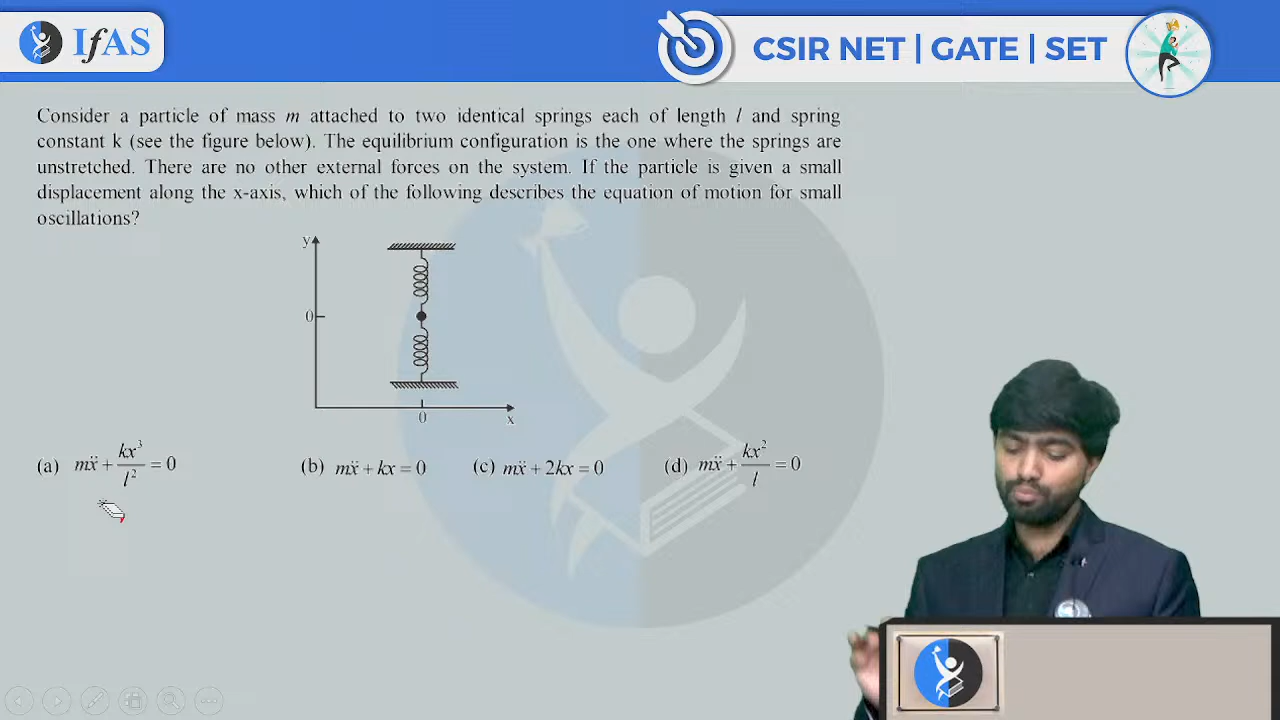 IfAS
CSIR NET | GATE | SET
Consider a particle of mass m attached to two identical springs each of length l and spring
constant k (see the figure below). The equilibrium configuration is the one where the springs are
unstretched. There are no other external forces on the system. If the particle is given a small
displacement along the x-axis, which of the following describes the equation of motion for small
oscillations?
y
0
0
x
(a) mẍ + kx³/l² = 0 (b) mẍ + kx = 0 (c) mẍ + 2kx = 0 (d) mẍ + kx²/l = 0